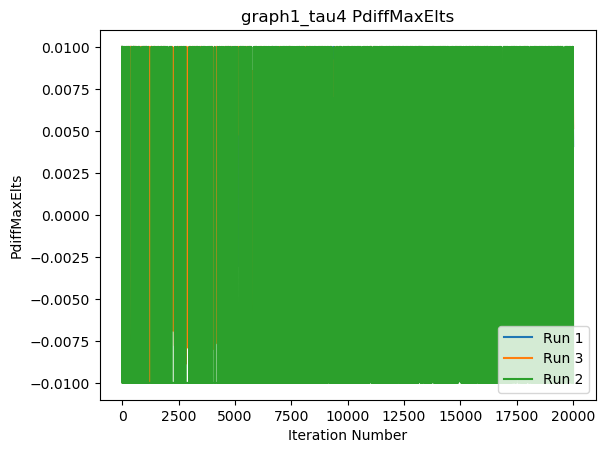 graph1_tau4 PdiffMaxElts
0.0100
0.0075
0.0050
0.0025
0.0000
−0.0025
−0.0050
−0.0075
−0.0100
PdiffMaxElts
Run 1
Run 3
Run 2
0 2500 5000 7500 10000 12500 15000 17500 20000
Iteration Number